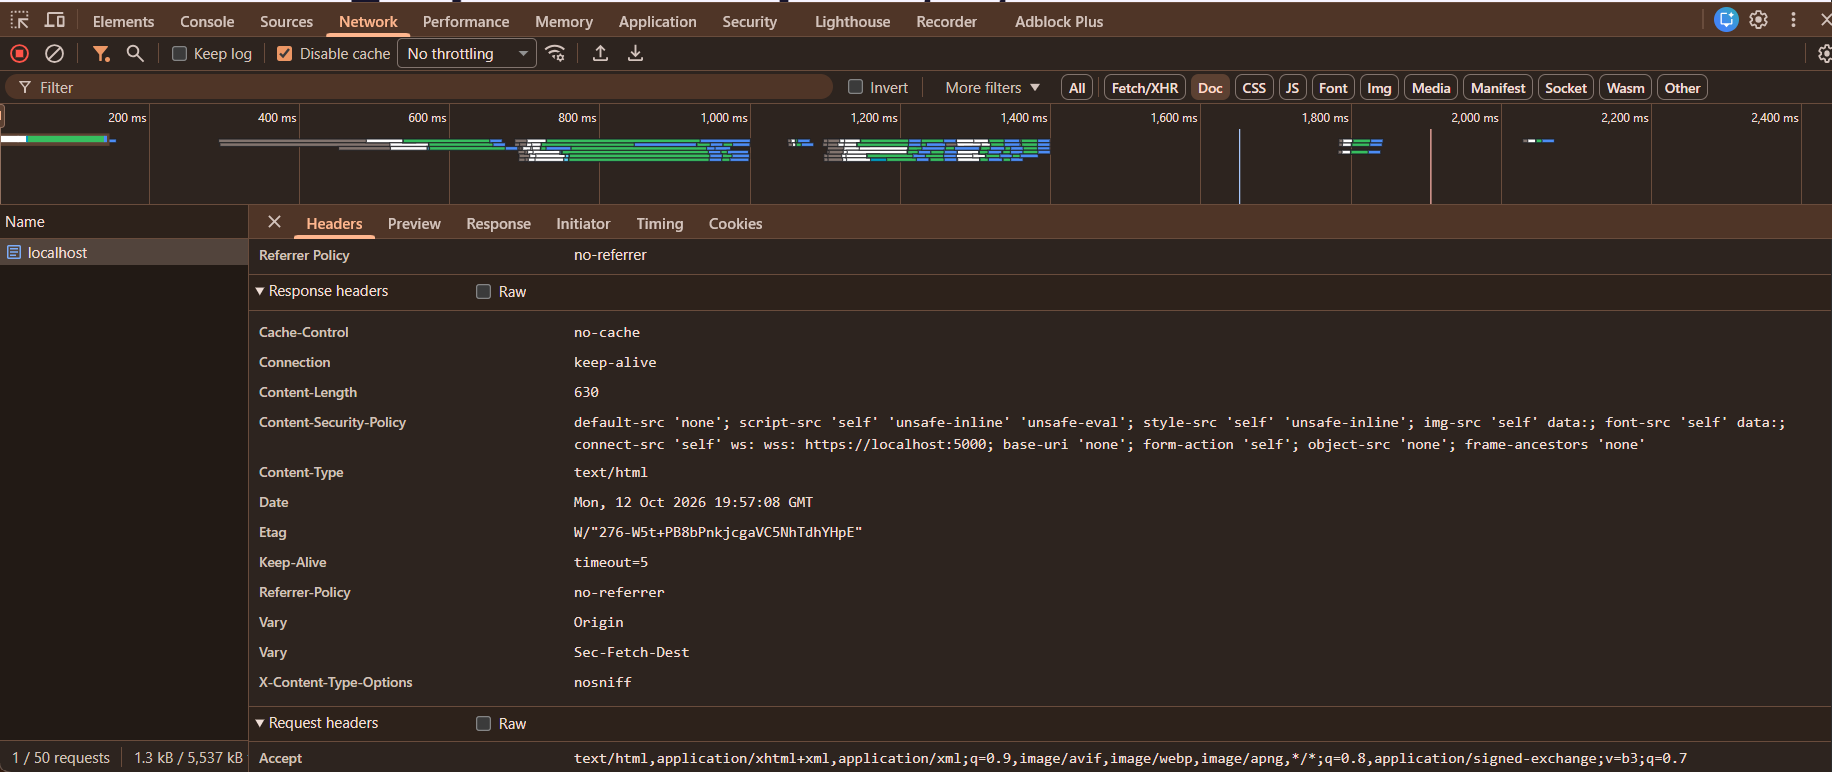 Elements Console Sources Network Performance Memory Application Security Lighthouse Recorder Adblock Plus
Keep log Disable cache No throttling
Filter Invert More filters All Fetch/XHR Doc CSS JS Font Img Media Manifest Socket Wasm Other
200 ms 400 ms 600 ms 800 ms 1,000 ms 1,200 ms 1,400 ms 1,600 ms 1,800 ms 2,000 ms 2,200 ms 2,400 ms
Name
localhost
Headers Preview Response Initiator Timing Cookies
Referrer Policy no-referrer
Response headers Raw
Cache-Control no-cache
Connection keep-alive
Content-Length 630
Content-Security-Policy default-src 'none'; script-src 'self' 'unsafe-inline' 'unsafe-eval'; style-src 'self' 'unsafe-inline'; img-src 'self' data:; font-src 'self' data:;
connect-src 'self' ws: wss: https://localhost:5000; base-uri 'none'; form-action 'self'; object-src 'none'; frame-ancestors 'none'
Content-Type text/html
Date Mon, 12 Oct 2026 19:57:08 GMT
Etag W/"276-W5t+PB8bPnkjcgaVC5NhTdhYHpE"
Keep-Alive timeout=5
Referrer-Policy no-referrer
Vary Origin
Vary Sec-Fetch-Dest
X-Content-Type-Options nosniff
Request headers Raw
Accept text/html,application/xhtml+xml,application/xml;q=0.9,image/avif,image/webp,image/apng,*/*;q=0.8,application/signed-exchange;v=b3;q=0.7
1 / 50 requests 1.3 kB / 5,537 kB